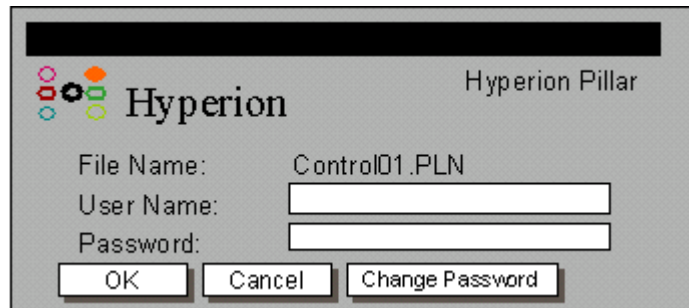 Hyperion Pillar
Hyperion
File Name: Control01.PLN
User Name:
Password:
OK Cancel Change Password